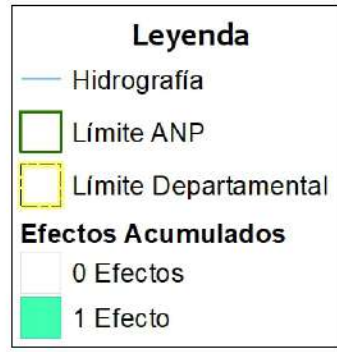 Leyenda
Hidrografía
Límite ANP
Límite Departamental
Efectos Acumulados
0 Efectos
1 Efecto